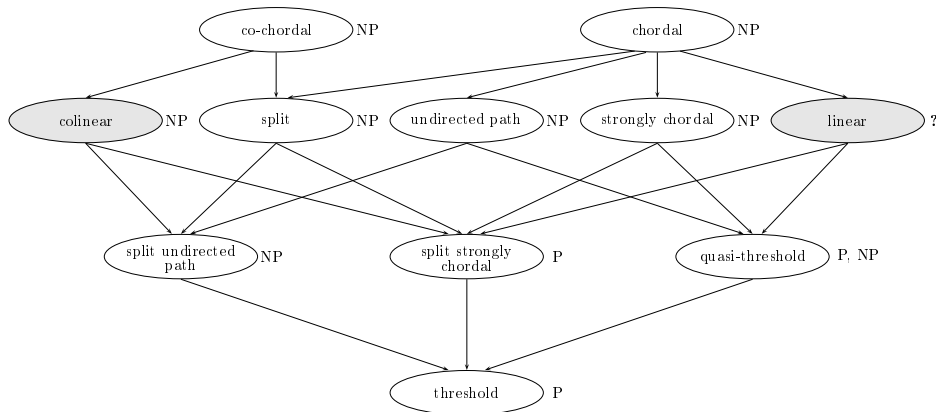 co-chordal NP chordal NP
colinear NP split NP undirected path NP strongly chordal NP linear ?
split undirected
path
NP
split strongly
chordal
P
quasi-threshold P, NP
threshold P